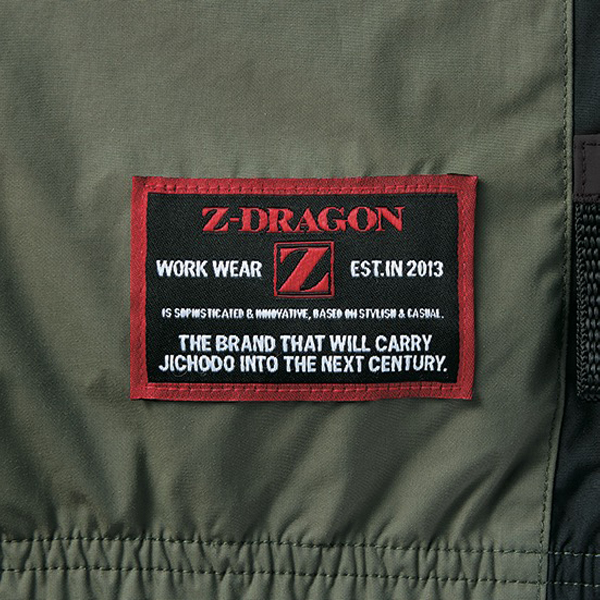 Z-DRAGON
WORK WEAR Z EST.IN 2013
IS SOPHISTICATED & INNOVATIVE, BASED ON STYLISH & CASUAL.
THE BRAND THAT WILL CARRY
JICHODO INTO THE NEXT CENTURY.